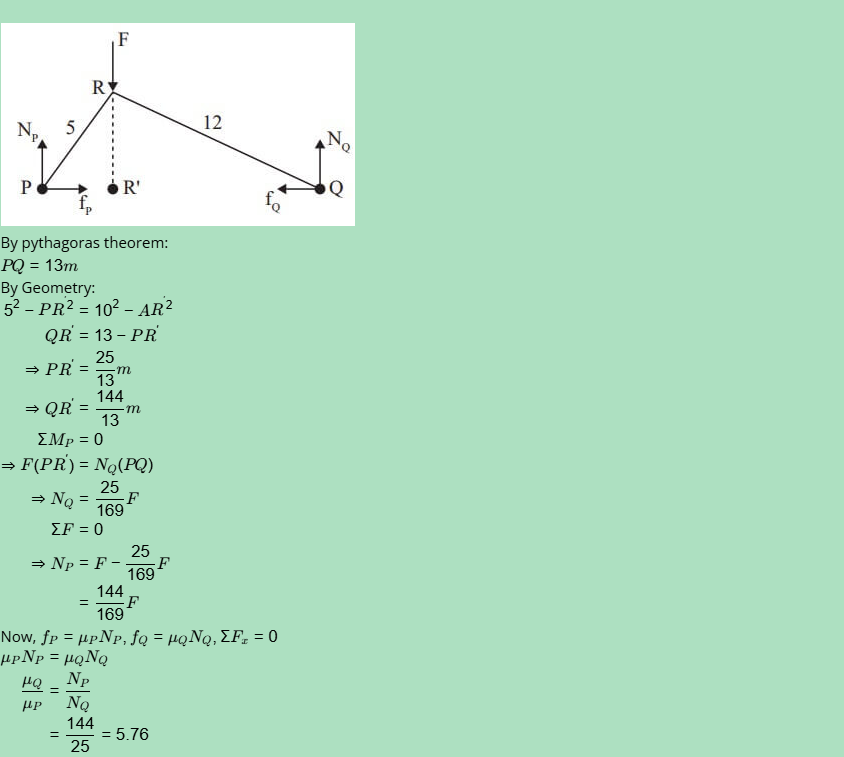 F
R
5
12
N_P
N_Q
P
R'
Q
f_P
f_Q
By pythagoras theorem:
PQ = 13m
By Geometry:
5² − PR'² = 10² − AR'²
QR' = 13 − PR'
⇒ PR' = 25/13 m
⇒ QR' = 144/13 m
ΣM_P = 0
⇒ F(PR') = N_Q(PQ)
⇒ N_Q = 25/169 F
ΣF = 0
⇒ N_P = F − 25/169 F
= 144/169 F
Now, f_P = μ_P N_P, f_Q = μ_Q N_Q, ΣF_x = 0
μ_P N_P = μ_Q N_Q
μ_Q/μ_P = N_P/N_Q
= 144/25 = 5.76